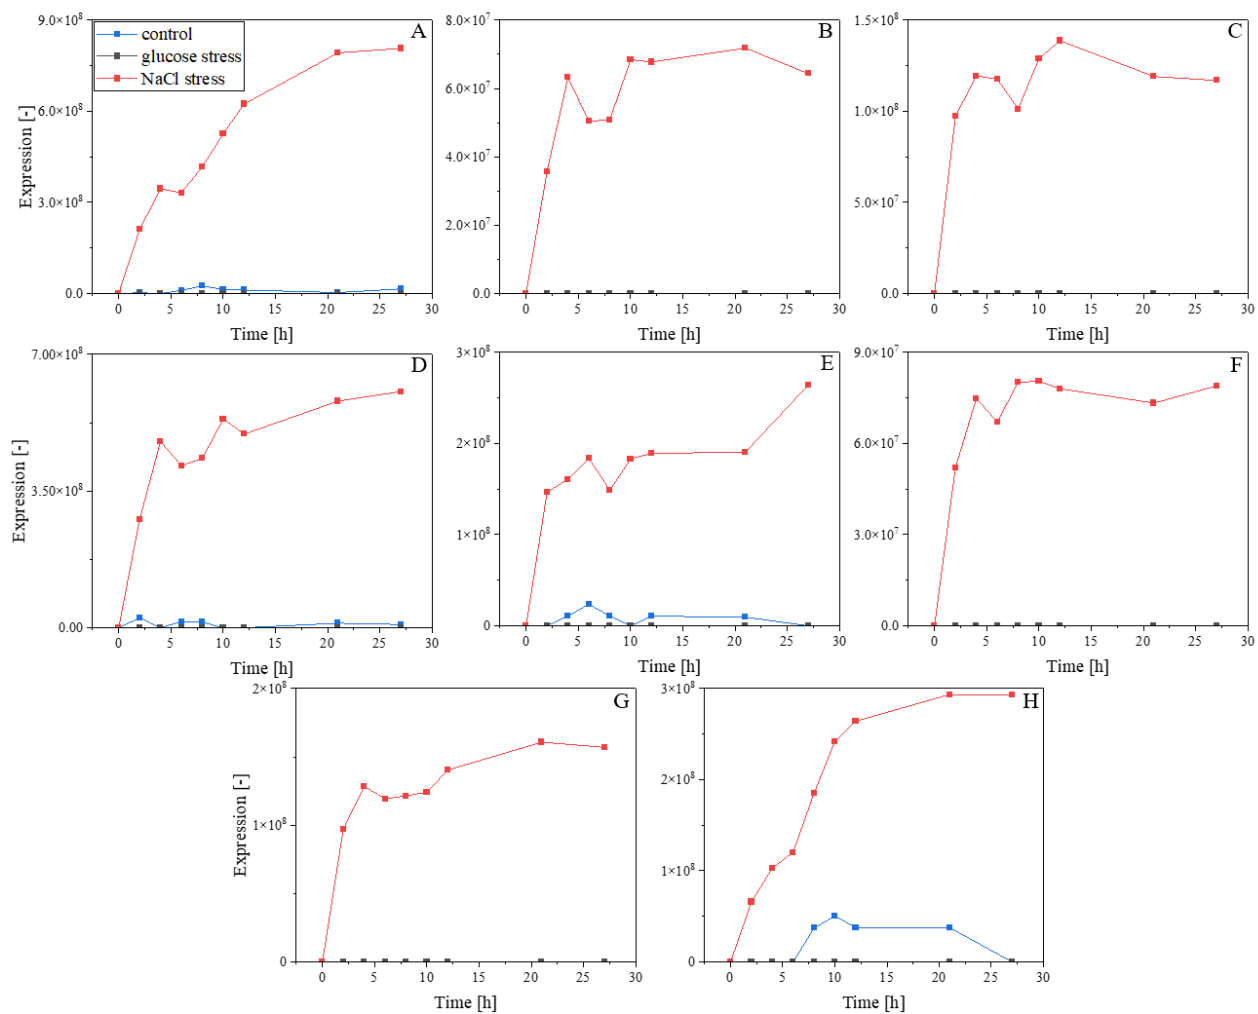 A
control
glucose stress
NaCl stress
Expression [-]
9.0×10⁸
6.0×10⁸
3.0×10⁸
0.0
0 5 10 15 20 25 30
Time [h]
B
8.0×10⁷
6.0×10⁷
4.0×10⁷
2.0×10⁷
0.0
0 5 10 15 20 25 30
Time [h]
C
1.5×10⁸
1.0×10⁸
5.0×10⁷
0.0
0 5 10 15 20 25 30
Time [h]
D
Expression [-]
7.00×10⁸
3.50×10⁸
0.00
0 5 10 15 20 25 30
Time [h]
E
3×10⁸
2×10⁸
1×10⁸
0
0 5 10 15 20 25 30
Time [h]
F
9.0×10⁷
6.0×10⁷
3.0×10⁷
0.0
0 5 10 15 20 25 30
Time [h]
G
Expression [-]
2×10⁸
1×10⁸
0
0 5 10 15 20 25 30
Time [h]
H
3×10⁸
2×10⁸
1×10⁸
0
0 5 10 15 20 25 30
Time [h]